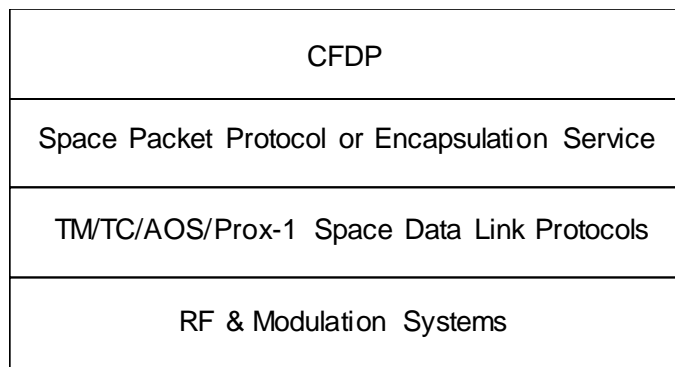 CFDP
Space Packet Protocol or Encapsulation Service
TM/TC/AOS/Prox-1 Space Data Link Protocols
RF & Modulation Systems